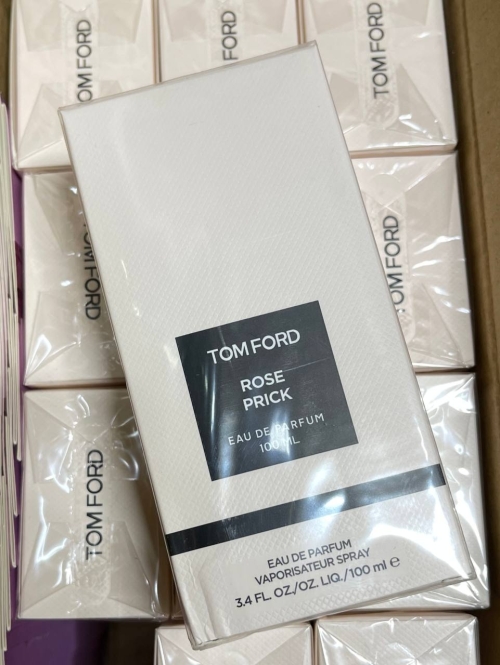 TOM FORD
TOM FORD
TOM FORD
TOM FORD
TOM FORD
TOM FORD
TOM FORD
ROSE
PRICK
EAU DE PARFUM
100 ML
EAU DE PARFUM
VAPORISATEUR SPRAY
3.4 FL. OZ./OZ. LIQ./100 ml e